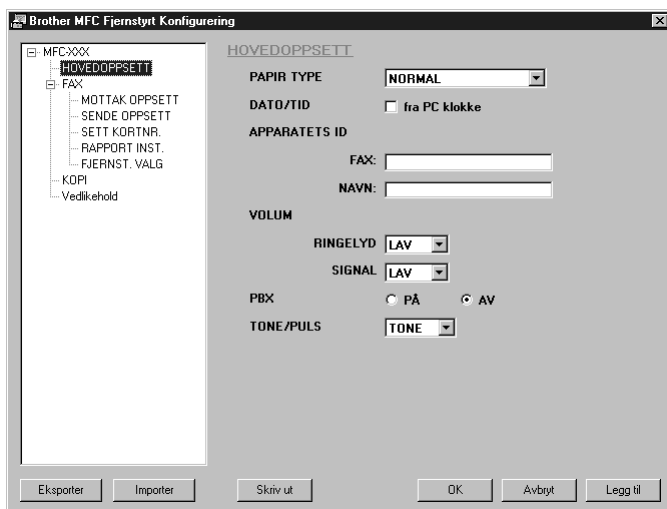 Brother MFC Fjernstyrt Konfigurering
MFC-XXX
HOVEDOPPSETT
FAX
MOTTAK OPPSETT
SENDE OPPSETT
SETT KORTNR.
RAPPORT INST.
FJERNST. VALG
KOPI
Vedlikehold
HOVEDOPPSETT
PAPIR TYPE NORMAL
DATO/TID fra PC klokke
APPARATETS ID
FAX:
NAVN:
VOLUM
RINGELYD LAV
SIGNAL LAV
PBX PÅ AV
TONE/PULS TONE
Eksporter Importer Skriv ut OK Avbryt Legg til